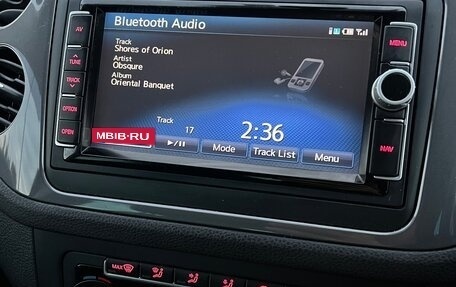 Bluetooth Audio
Track
Shores of Orion
Artist
Obsqure
Album
Oriental Banquet
Track 17
2:36
Mode
Track List
Menu
AV
TUNE
TRACK
OPTION
OPEN
MENU
NAV
MBIB-RU
MAX